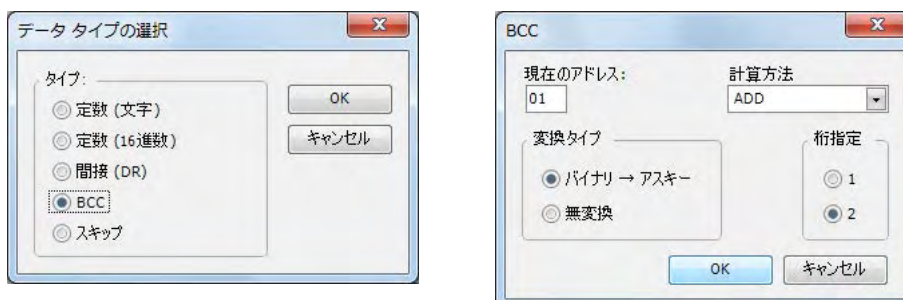 データ タイプの選択
タイプ:
定数 (文字)
定数 (16進数)
間接 (DR)
BCC
スキップ
OK
キャンセル
BCC
現在のアドレス:
01
計算方法
ADD
変換タイプ
バイナリ → アスキー
無変換
桁指定
1
2
OK
キャンセル